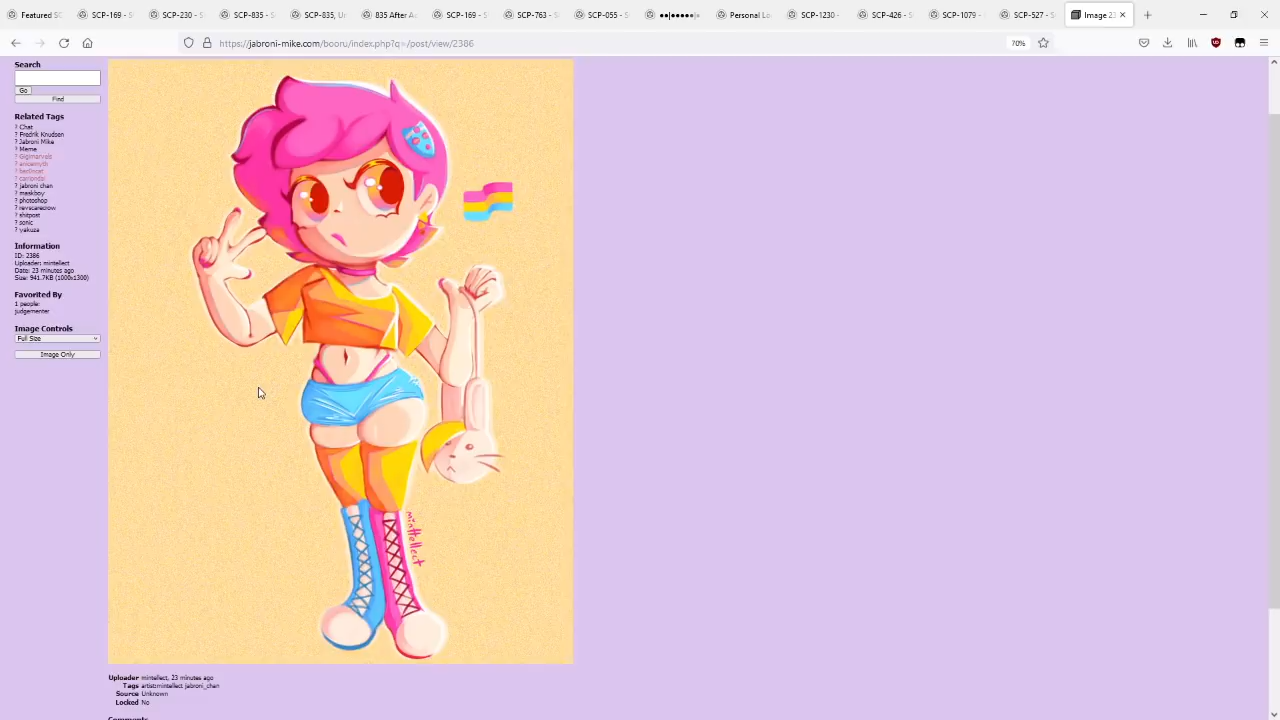 Featured SC
SCP-169 - S
SCP-230 - S
SCP-835 - S
SCP-835, Ur
835 After A
SCP-169 - S
SCP-763 - S
SCP-055 - S
●●|●●●●●|○
Personal Lo
SCP-1230 -
SCP-426 - S
SCP-1079 -
SCP-527 - S
Image 23
https://jabroni-mike.com/booru/index.php?q=/post/view/2386
70%
Search
Go
Find
Related Tags
? Chat
? Fredrik Knudsen
? Jabroni Mike
? Meme
? jabroni chan
? maskboy
? photoshop
? revscarecrow
? shitpost
? sonic
? yakuza
Information
ID: 2386
Uploader: mintellect
Date: 23 minutes ago
Size: 941.7KB (1000x1300)
Favorited By
1 people:
judgementer
Image Controls
Full Size
Image Only
minttellect
Uploader mintellect, 23 minutes ago
Tags artist:mintellect jabroni_chan
Source Unknown
Locked No
Comments